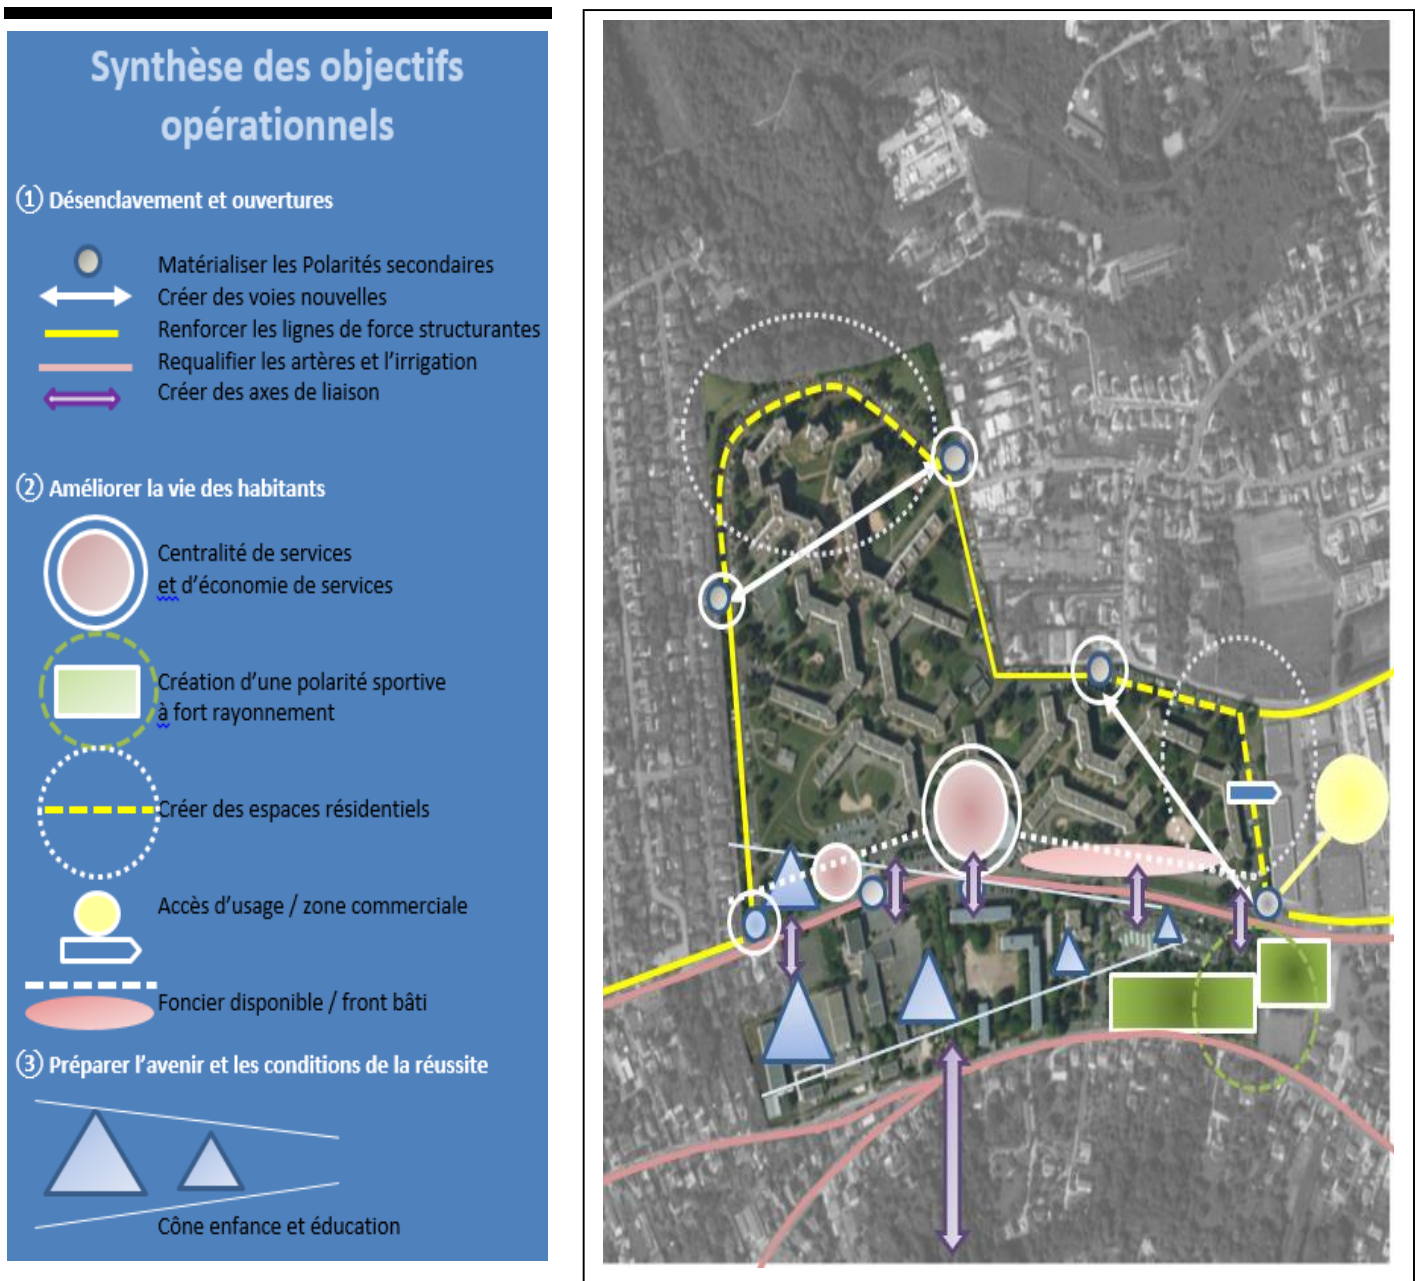 Synthèse des objectifs
opérationnels
① Désenclavement et ouvertures
Matérialiser les Polarités secondaires
Créer des voies nouvelles
Renforcer les lignes de force structurantes
Requalifier les artères et l'irrigation
Créer des axes de liaison
② Améliorer la vie des habitants
Centralité de services
et d'économie de services
Création d'une polarité sportive
à fort rayonnement
Créer des espaces résidentiels
Accès d'usage / zone commerciale
Foncier disponible / front bâti
③ Préparer l'avenir et les conditions de la réussite
Cône enfance et éducation